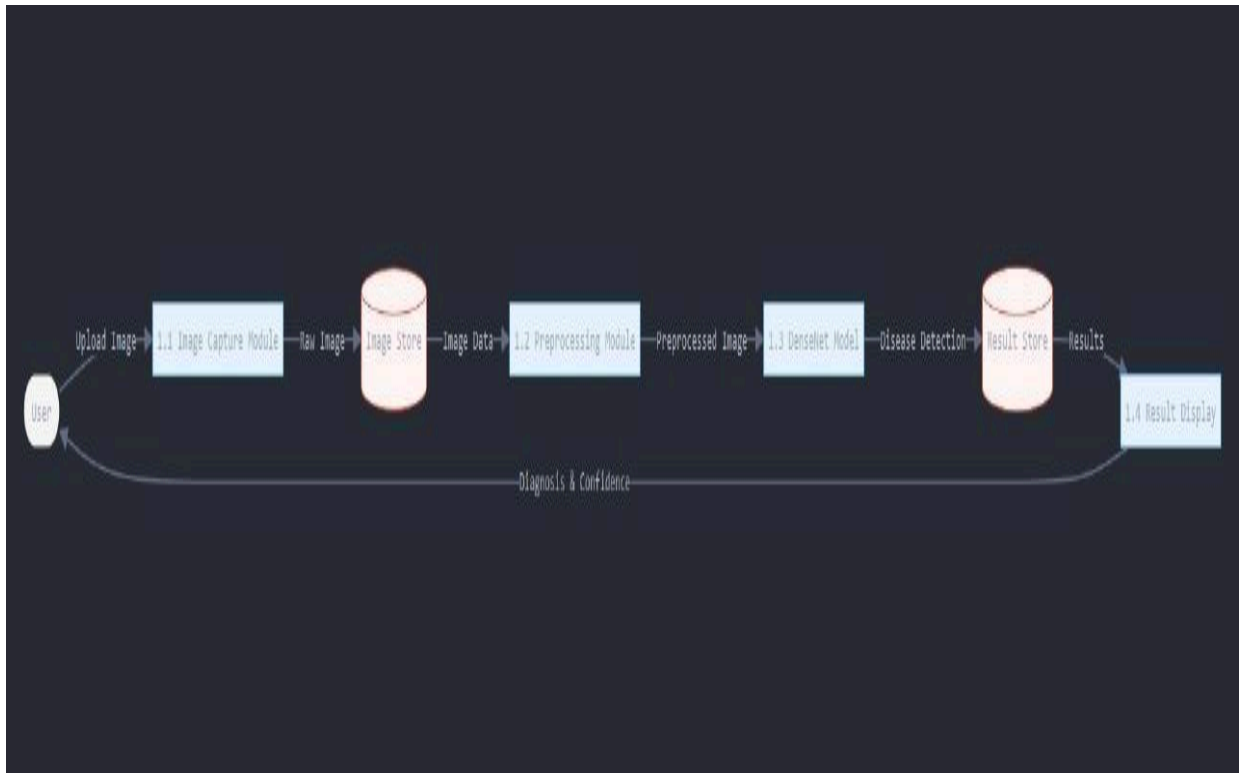 Upload Image
1.1 Image Capture Module
Raw Image
Image Store
Image Data
1.2 Preprocessing Module
Preprocessed Image
1.3 DenseNet Model
Disease Detection
Result Store
Results
User
1.4 Result Display
Diagnosis & Confidence